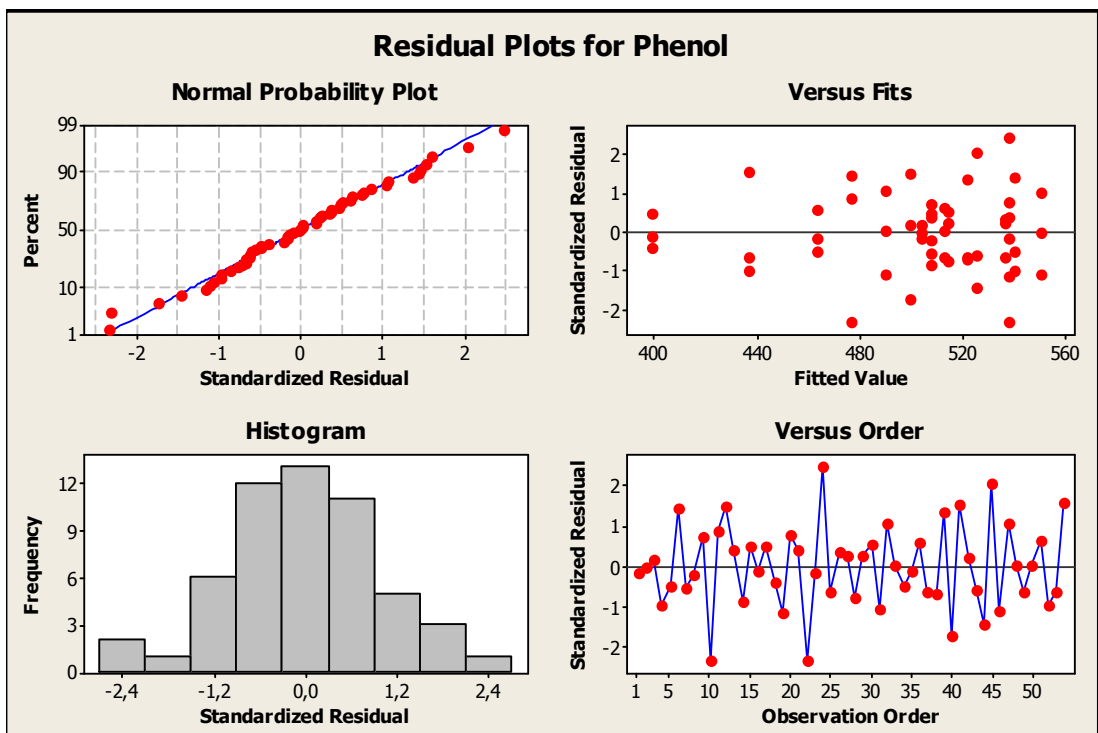 Residual Plots for Phenol
Normal Probability Plot
99
90
50
10
1
Percent
-2 -1 0 1 2
Standardized Residual
Versus Fits
2
1
0
-1
-2
Standardized Residual
400 440 480 520 560
Fitted Value
Histogram
12
9
6
3
0
Frequency
-2,4 -1,2 0,0 1,2 2,4
Standardized Residual
Versus Order
2
1
0
-1
-2
Standardized Residual
1 5 10 15 20 25 30 35 40 45 50
Observation Order